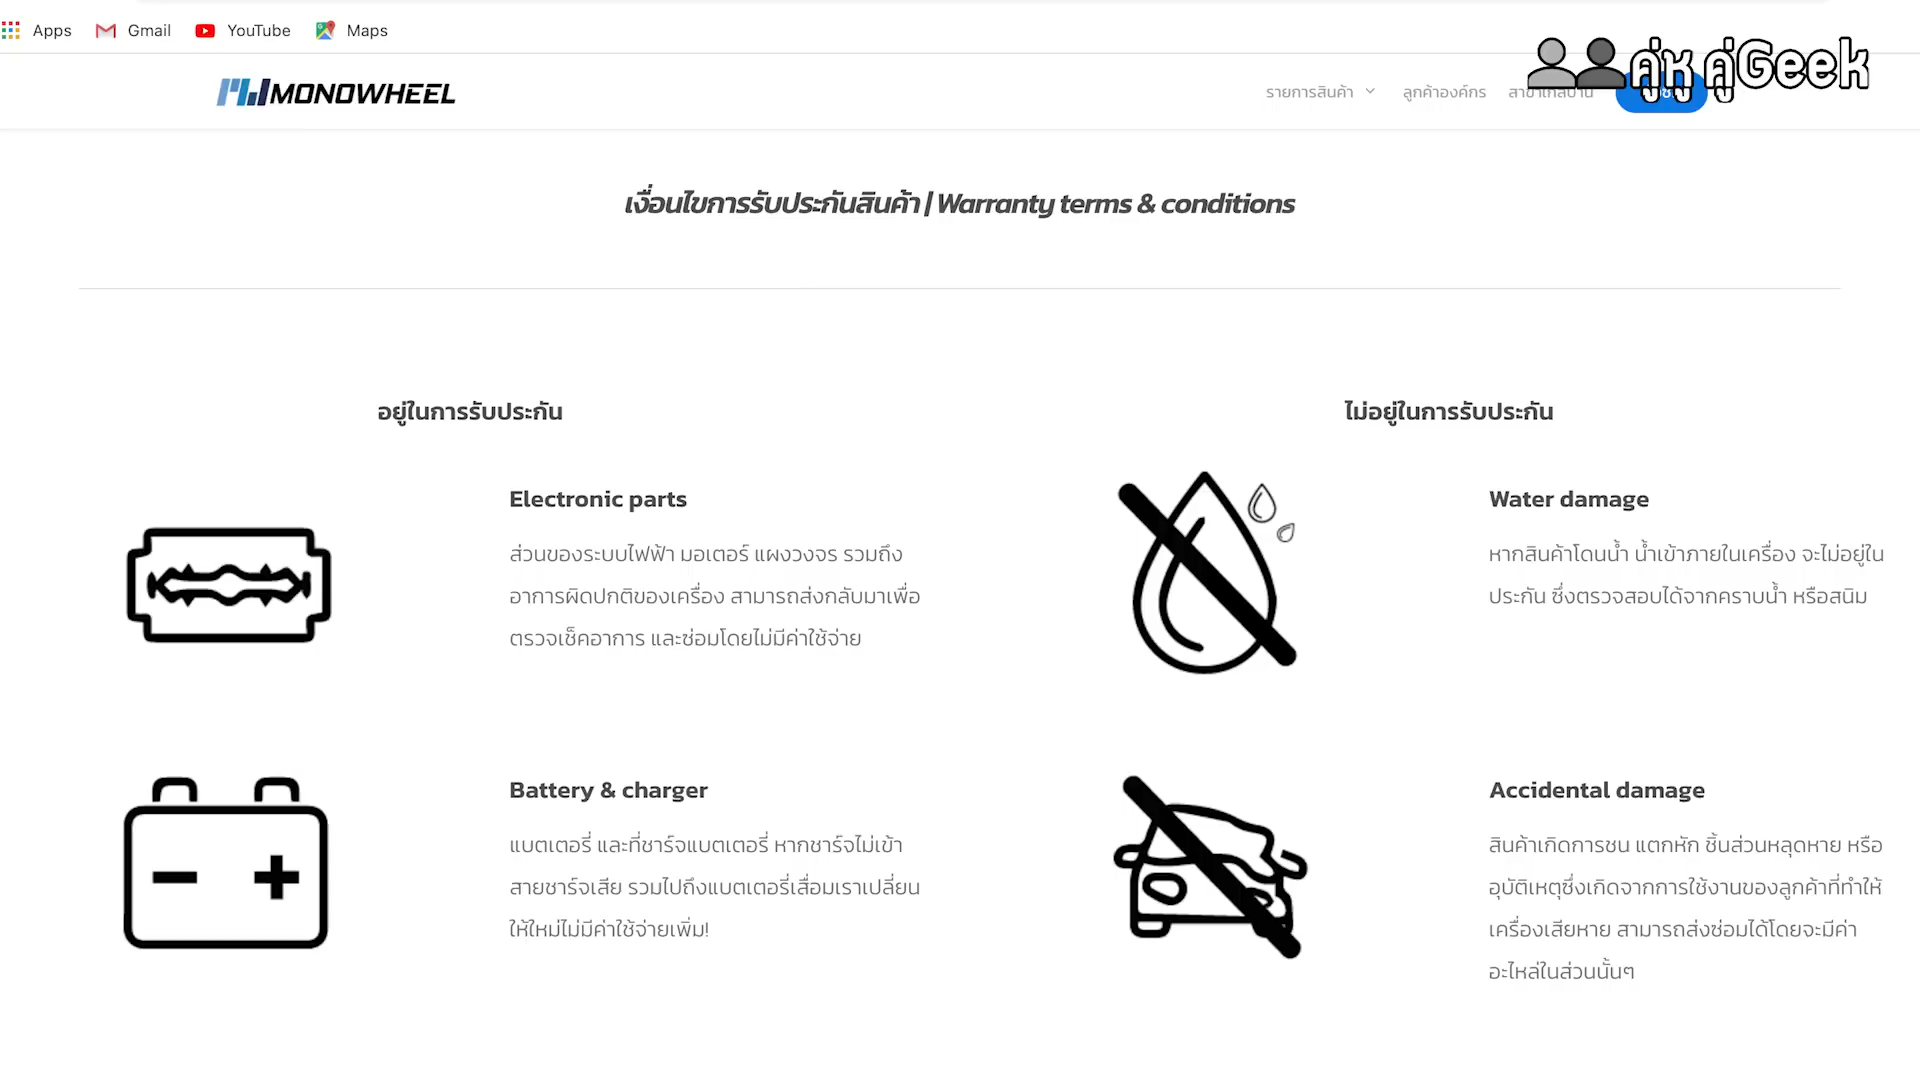 Apps Gmail YouTube Maps
คู่หู คู่Geek
MONOWHEEL
รายการสินค้า ลูกค้าองค์กร
เงื่อนไขการรับประกันสินค้า | Warranty terms & conditions
อยู่ในการรับประกัน
Electronic parts
ส่วนของระบบไฟฟ้า มอเตอร์ แผงวงจร รวมถึง
อาการผิดปกติของเครื่อง สามารถส่งกลับมาเพื่อ
ตรวจเช็คอาการ และซ่อมโดยไม่มีค่าใช้จ่าย
Battery & charger
แบตเตอรี่ และที่ชาร์จแบตเตอรี่ หากชาร์จไม่เข้า
สายชาร์จเสีย รวมไปถึงแบตเตอรี่เสื่อมเราเปลี่ยน
ให้ใหม่ไม่มีค่าใช้จ่ายเพิ่ม!
ไม่อยู่ในการรับประกัน
Water damage
หากสินค้าโดนน้ำ น้ำเข้าภายในเครื่อง จะไม่อยู่ใน
ประกัน ซึ่งตรวจสอบได้จากคราบน้ำ หรือสนิม
Accidental damage
สินค้าเกิดการชน แตกหัก ชิ้นส่วนหลุดหาย หรือ
อุบัติเหตุซึ่งเกิดจากการใช้งานของลูกค้าที่ทำให้
เครื่องเสียหาย สามารถส่งซ่อมได้โดยจะมีค่า
อะไหล่ในส่วนนั้นๆ